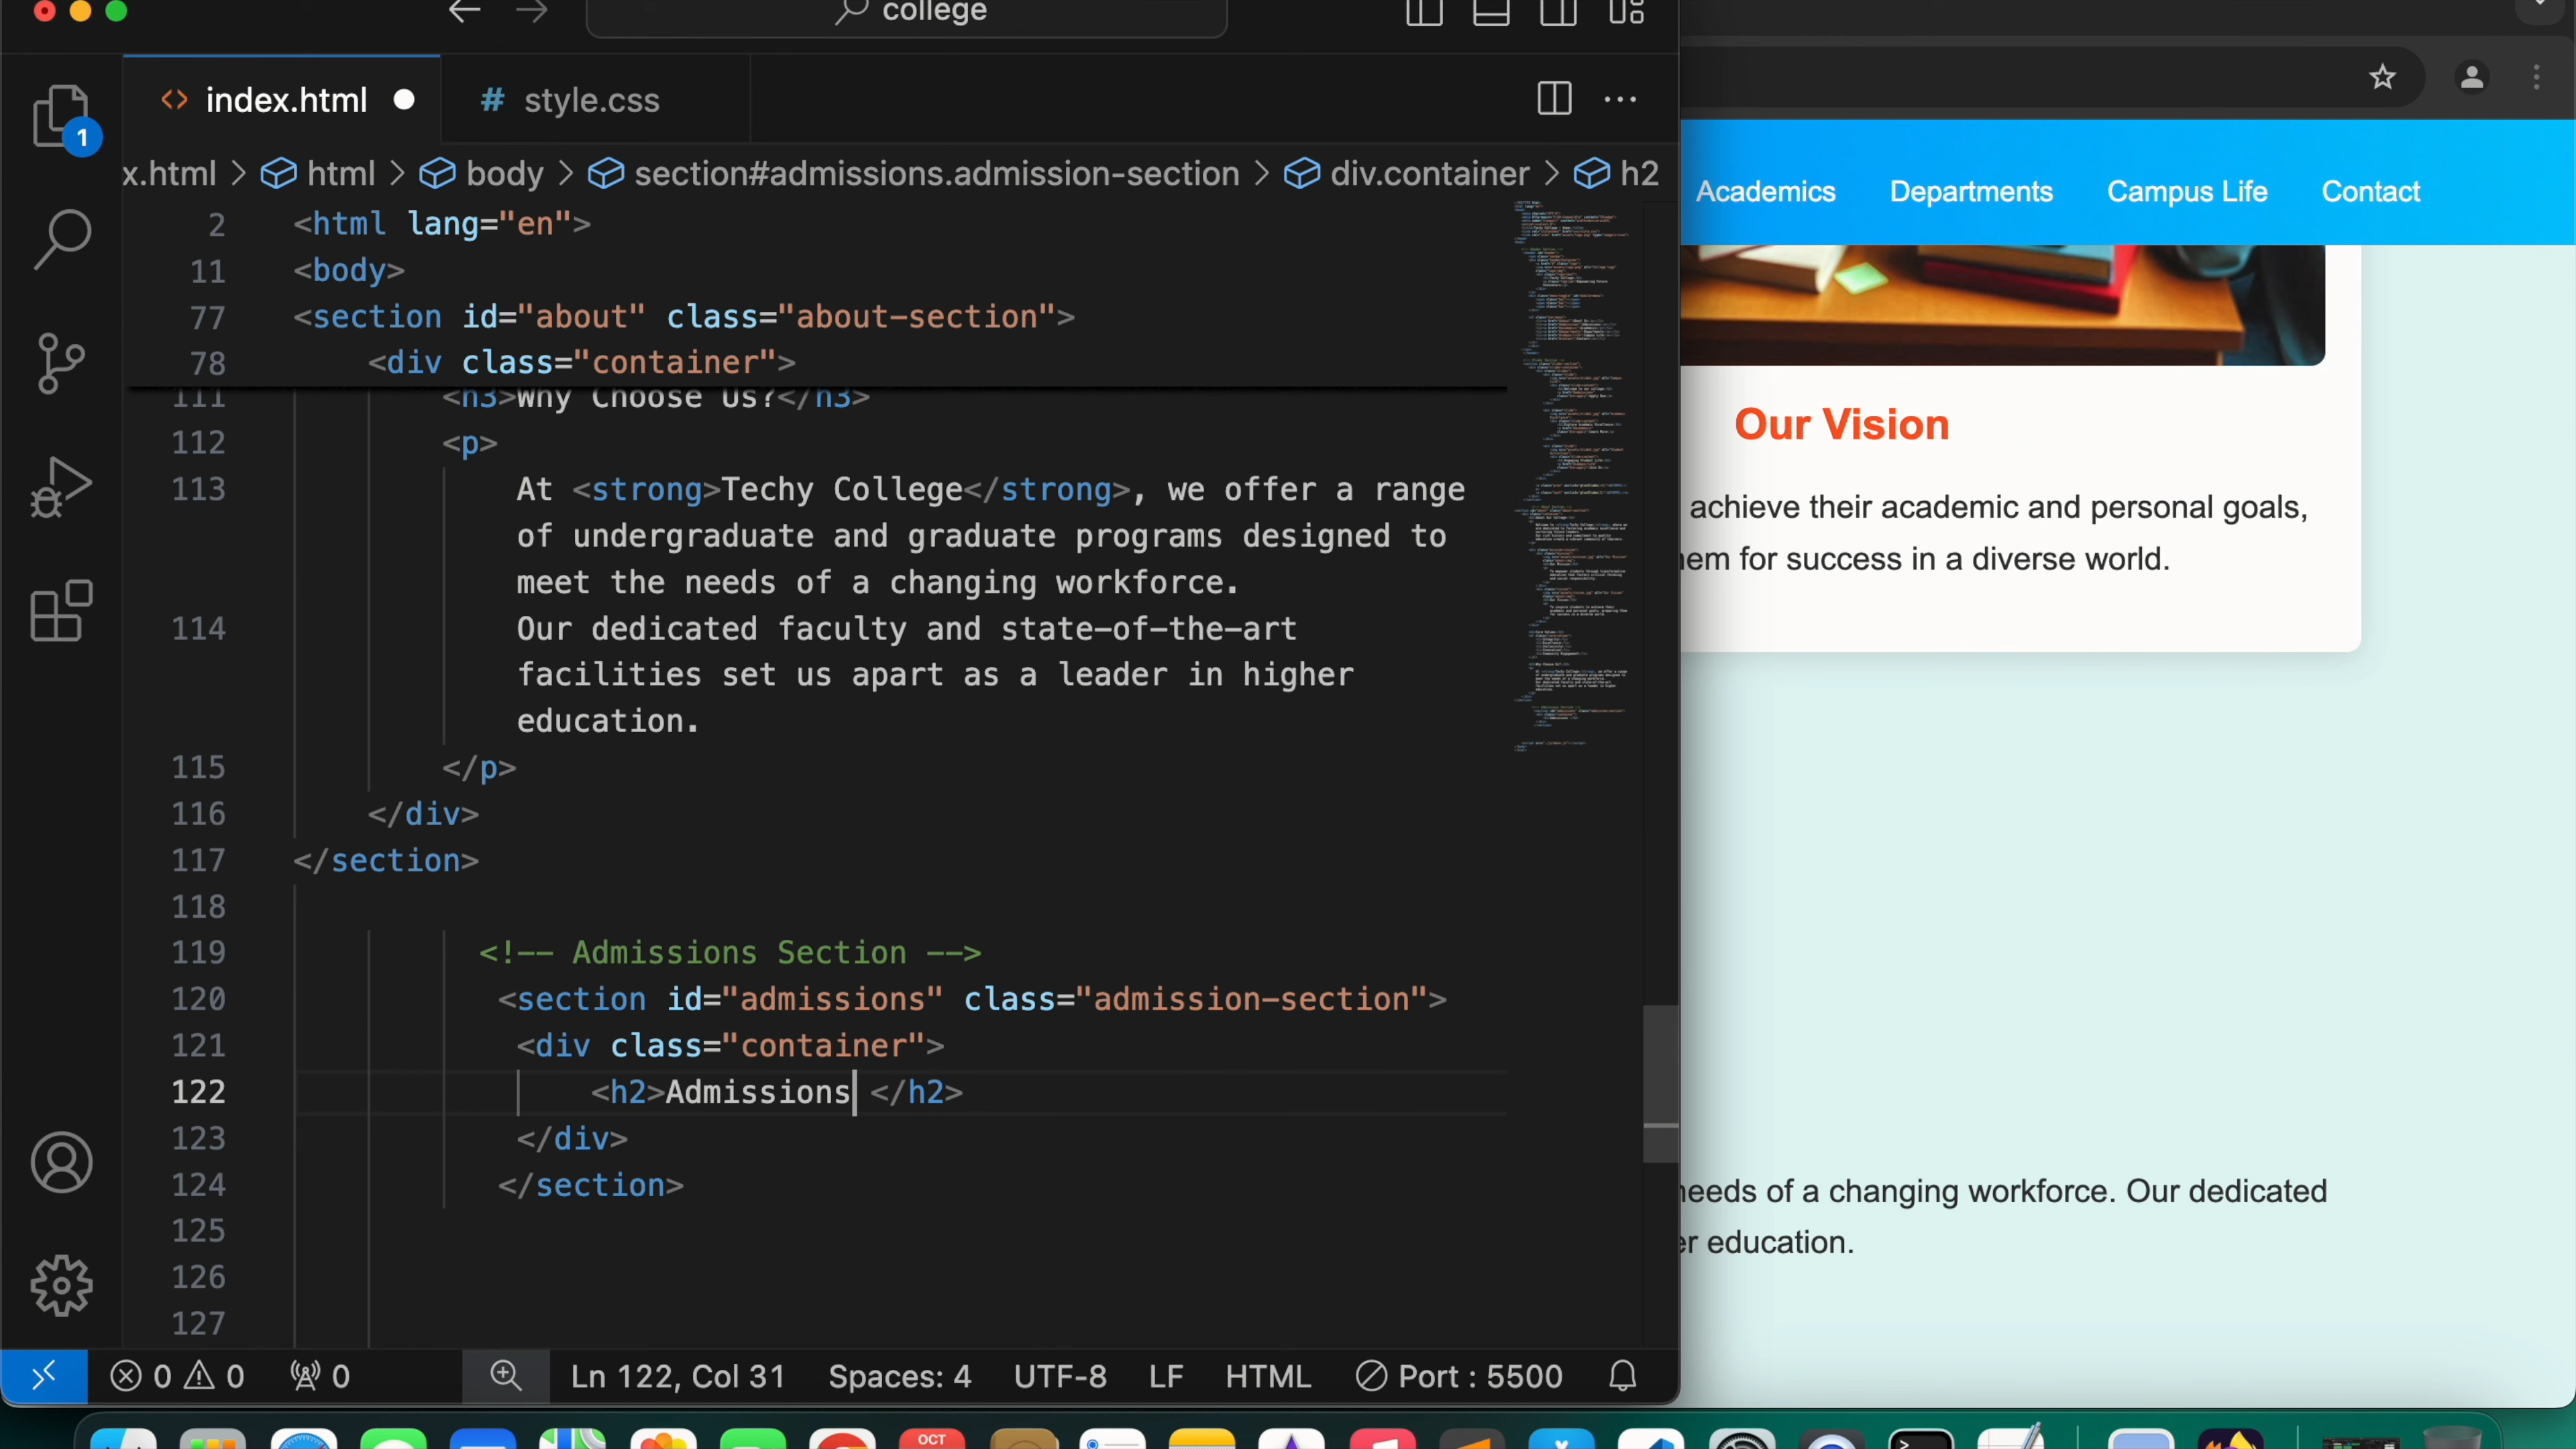 college
index.html
# style.css
1
x.html > html > body > section#admissions.admission-section > div.container > h2
2 <html lang="en">
11 <body>
77 <section id="about" class="about-section">
78 <div class="container">
111 <h3>Why Choose Us?</h3>
112 <p>
113 At <strong>Techy College</strong>, we offer a range
of undergraduate and graduate programs designed to
meet the needs of a changing workforce.
114 Our dedicated faculty and state-of-the-art
facilities set us apart as a leader in higher
education.
115 </p>
116 </div>
117 </section>
118
119 <!-- Admissions Section -->
120 <section id="admissions" class="admission-section">
121 <div class="container">
122 <h2>Admissions </h2>
123 </div>
124 </section>
125
126
127
0 0 0 Ln 122, Col 31 Spaces: 4 UTF-8 LF HTML Port : 5500
Academics Departments Campus Life Contact
Our Vision
achieve their academic and personal goals,
em for success in a diverse world.
needs of a changing workforce. Our dedicated
er education.
OCT